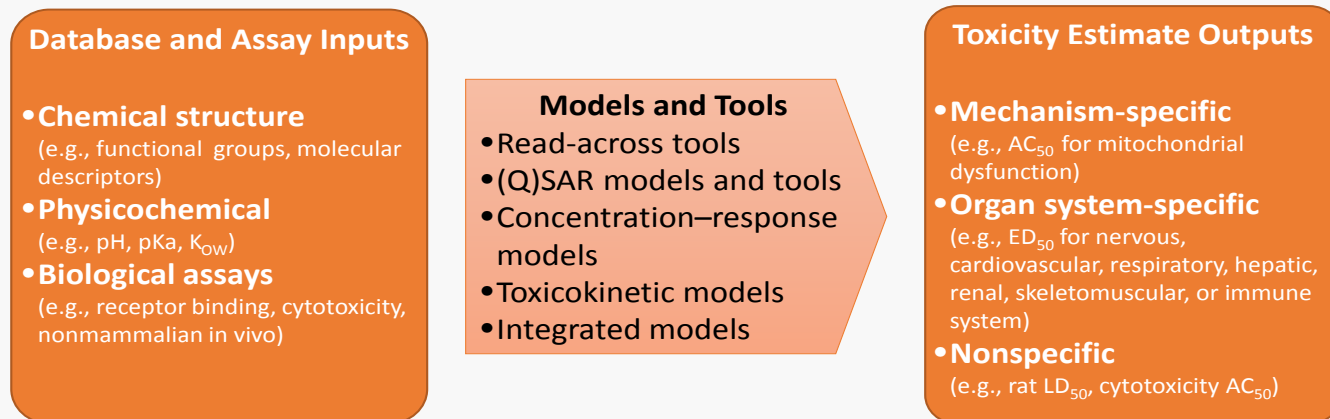 Database and Assay Inputs
•Chemical structure
(e.g., functional groups, molecular
descriptors)
•Physicochemical
(e.g., pH, pKa, KOW)
•Biological assays
(e.g., receptor binding, cytotoxicity,
nonmammalian in vivo)
Models and Tools
•Read-across tools
•(Q)SAR models and tools
•Concentration–response
models
•Toxicokinetic models
•Integrated models
Toxicity Estimate Outputs
•Mechanism-specific
(e.g., AC50 for mitochondrial
dysfunction)
•Organ system-specific
(e.g., ED50 for nervous,
cardiovascular, respiratory, hepatic,
renal, skeletomuscular, or immune
system)
•Nonspecific
(e.g., rat LD50, cytotoxicity AC50)